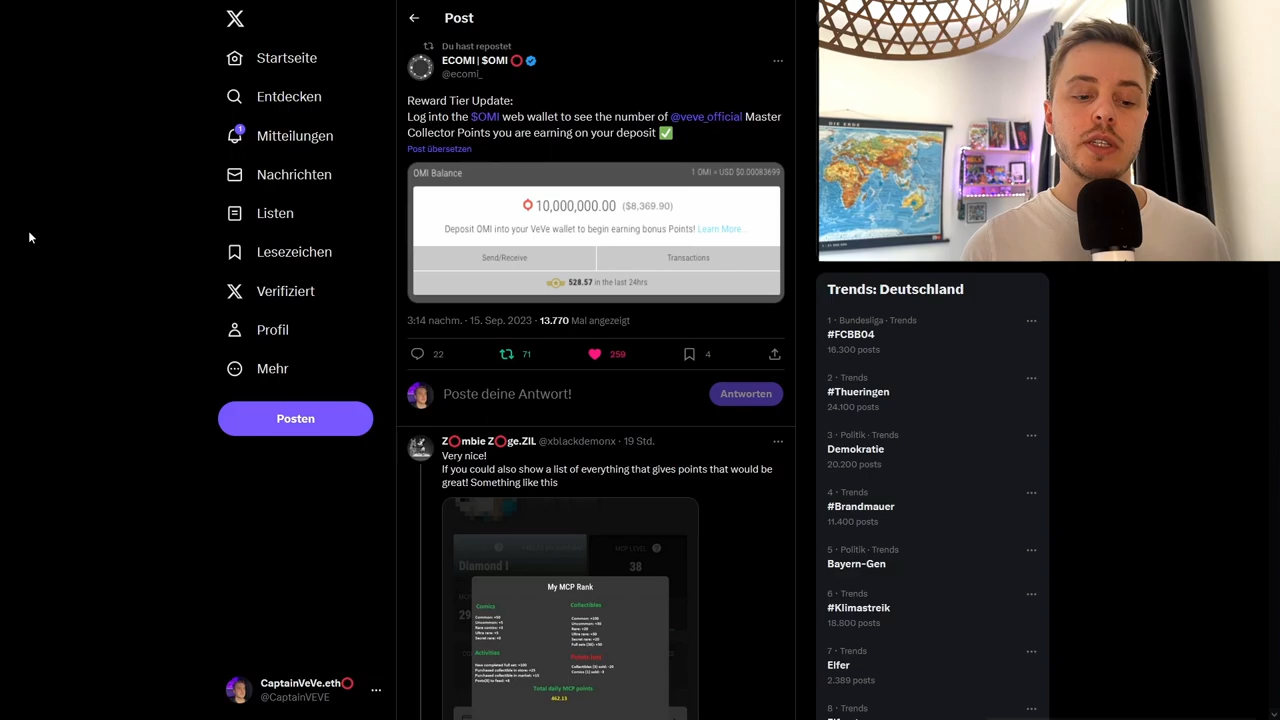 Startseite
Entdecken
1
Mitteilungen
Nachrichten
Listen
Lesezeichen
Verifiziert
Profil
Mehr
Posten
CaptainVeVe.eth
@CaptainVEVE
Post
Du hast repostet
ECOMI | $OMI
@ecomi_
Reward Tier Update:
Log into the $OMI web wallet to see the number of @veve_official Master
Collector Points you are earning on your deposit ✅
Post übersetzen
OMI Balance
1 OMI = USD $0.00083699
10,000,000.00 ($8,369.90)
Deposit OMI into your VeVe wallet to begin earning bonus Points! Learn More...
Send/Receive
Transactions
528.57 in the last 24hrs
3:14 nachm. · 15. Sep. 2023 · 13.770 Mal angezeigt
22
71
259
4
Poste deine Antwort!
Antworten
Z⭕mbie Z⭕ge.ZIL @xblackdemonx · 19 Std.
Very nice!
If you could also show a list of everything that gives points that would be
great! Something like this
Diamond
MCP LEVEL
38
29
My MCP Rank
Comics
Collectibles
Activities
Total daily MCP points
462.13
Trends: Deutschland
1 · Bundesliga · Trends
#FCBB04
16.300 posts
2 · Trends
#Thueringen
24.100 posts
3 · Politik · Trends
Demokratie
20.200 posts
4 · Trends
#Brandmauer
11.400 posts
5 · Politik · Trends
Bayern-Gen
6 · Trends
#Klimastreik
18.800 posts
7 · Trends
Elfer
2.389 posts
8 · Trends